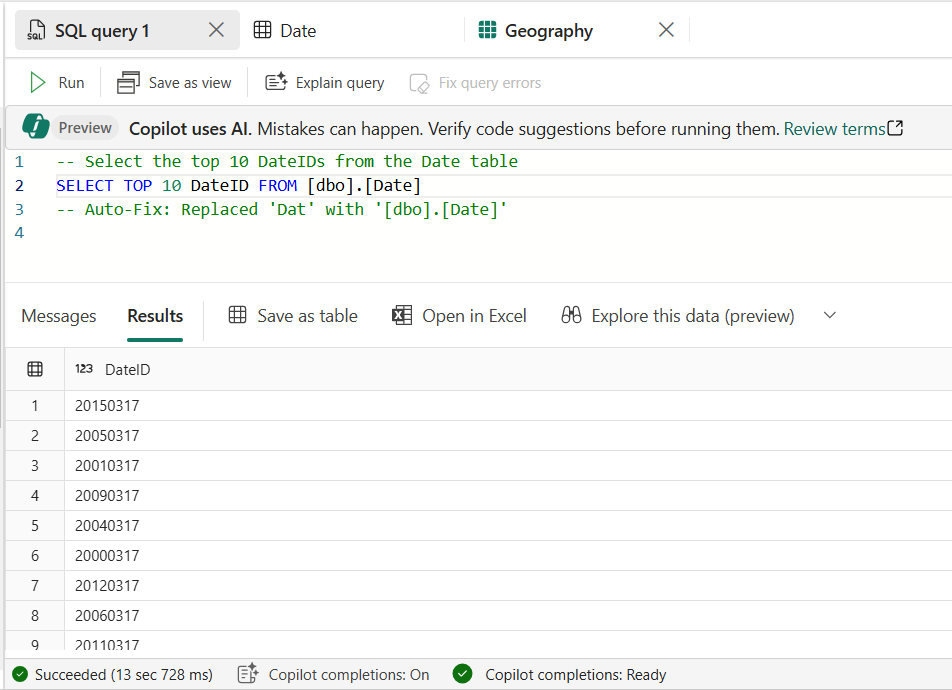 SQL query 1 Date Geography
Run Save as view Explain query Fix query errors
Preview Copilot uses AI. Mistakes can happen. Verify code suggestions before running them. Review terms
1 -- Select the top 10 DateIDs from the Date table
2 SELECT TOP 10 DateID FROM [dbo].[Date]
3 -- Auto-Fix: Replaced 'Dat' with '[dbo].[Date]'
4
Messages Results Save as table Open in Excel Explore this data (preview)
123 DateID
1 20150317
2 20050317
3 20010317
4 20090317
5 20040317
6 20000317
7 20120317
8 20060317
9 20110317
Succeeded (13 sec 728 ms) Copilot completions: On Copilot completions: Ready